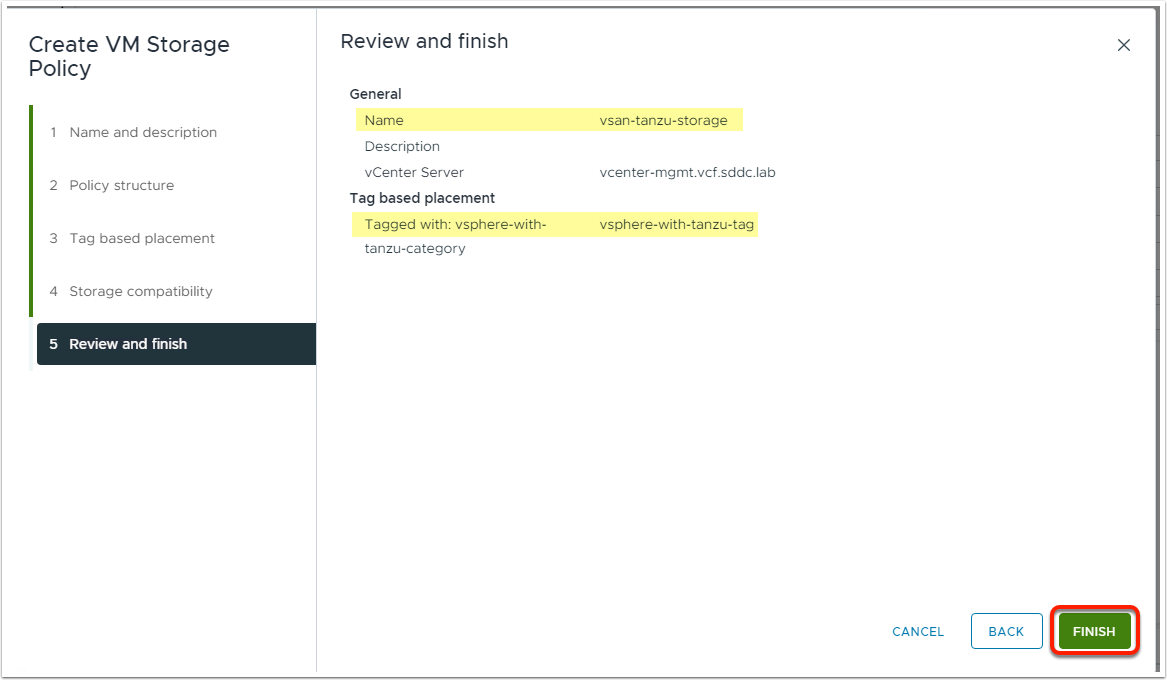 Create VM Storage
Policy
1 Name and description
2 Policy structure
3 Tag based placement
4 Storage compatibility
5 Review and finish
Review and finish
General
Name vsan-tanzu-storage
Description
vCenter Server vcenter-mgmt.vcf.sddc.lab
Tag based placement
Tagged with: vsphere-with- vsphere-with-tanzu-tag
tanzu-category
CANCEL BACK FINISH